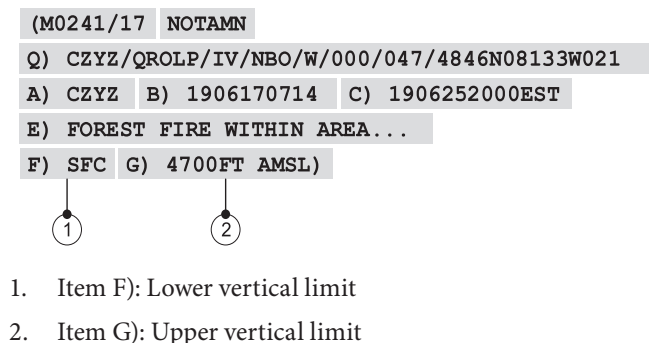 (M0241/17 NOTAMN
Q) CZYZ/QROLP/IV/NBO/W/000/047/4846N08133W021
A) CZYZ B) 1906170714 C) 1906252000EST
E) FOREST FIRE WITHIN AREA...
F) SFC G) 4700FT AMSL)
1 2
1. Item F): Lower vertical limit
2. Item G): Upper vertical limit